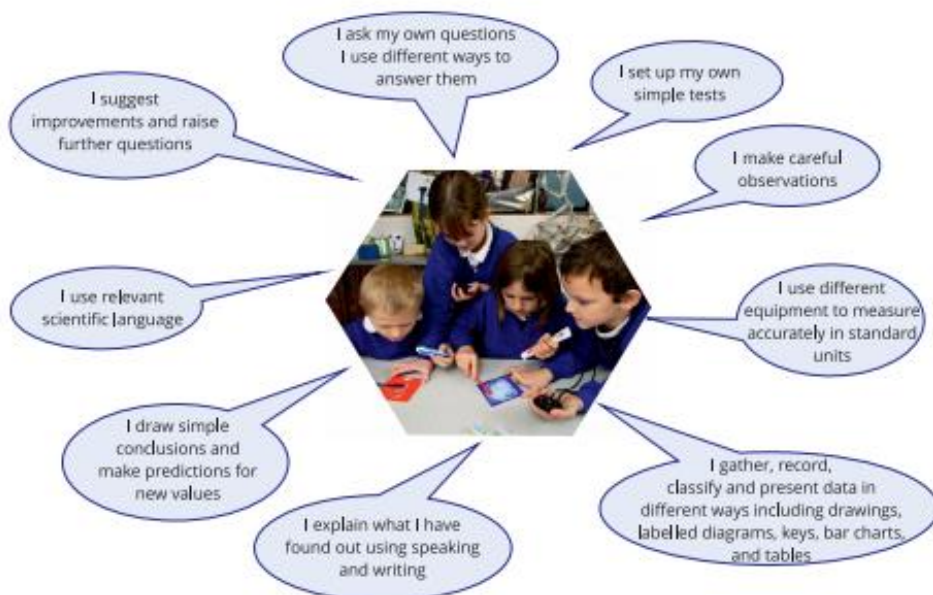 I ask my own questions
I use different ways to
answer them
I set up my own
simple tests
I make careful
observations
I use different
equipment to measure
accurately in standard
units
I gather, record,
classify and present data in
different ways including drawings,
labelled diagrams, keys, bar charts,
and tables
I explain what I have
found out using speaking
and writing
I draw simple
conclusions and
make predictions for
new values
I use relevant
scientific language
I suggest
improvements and raise
further questions